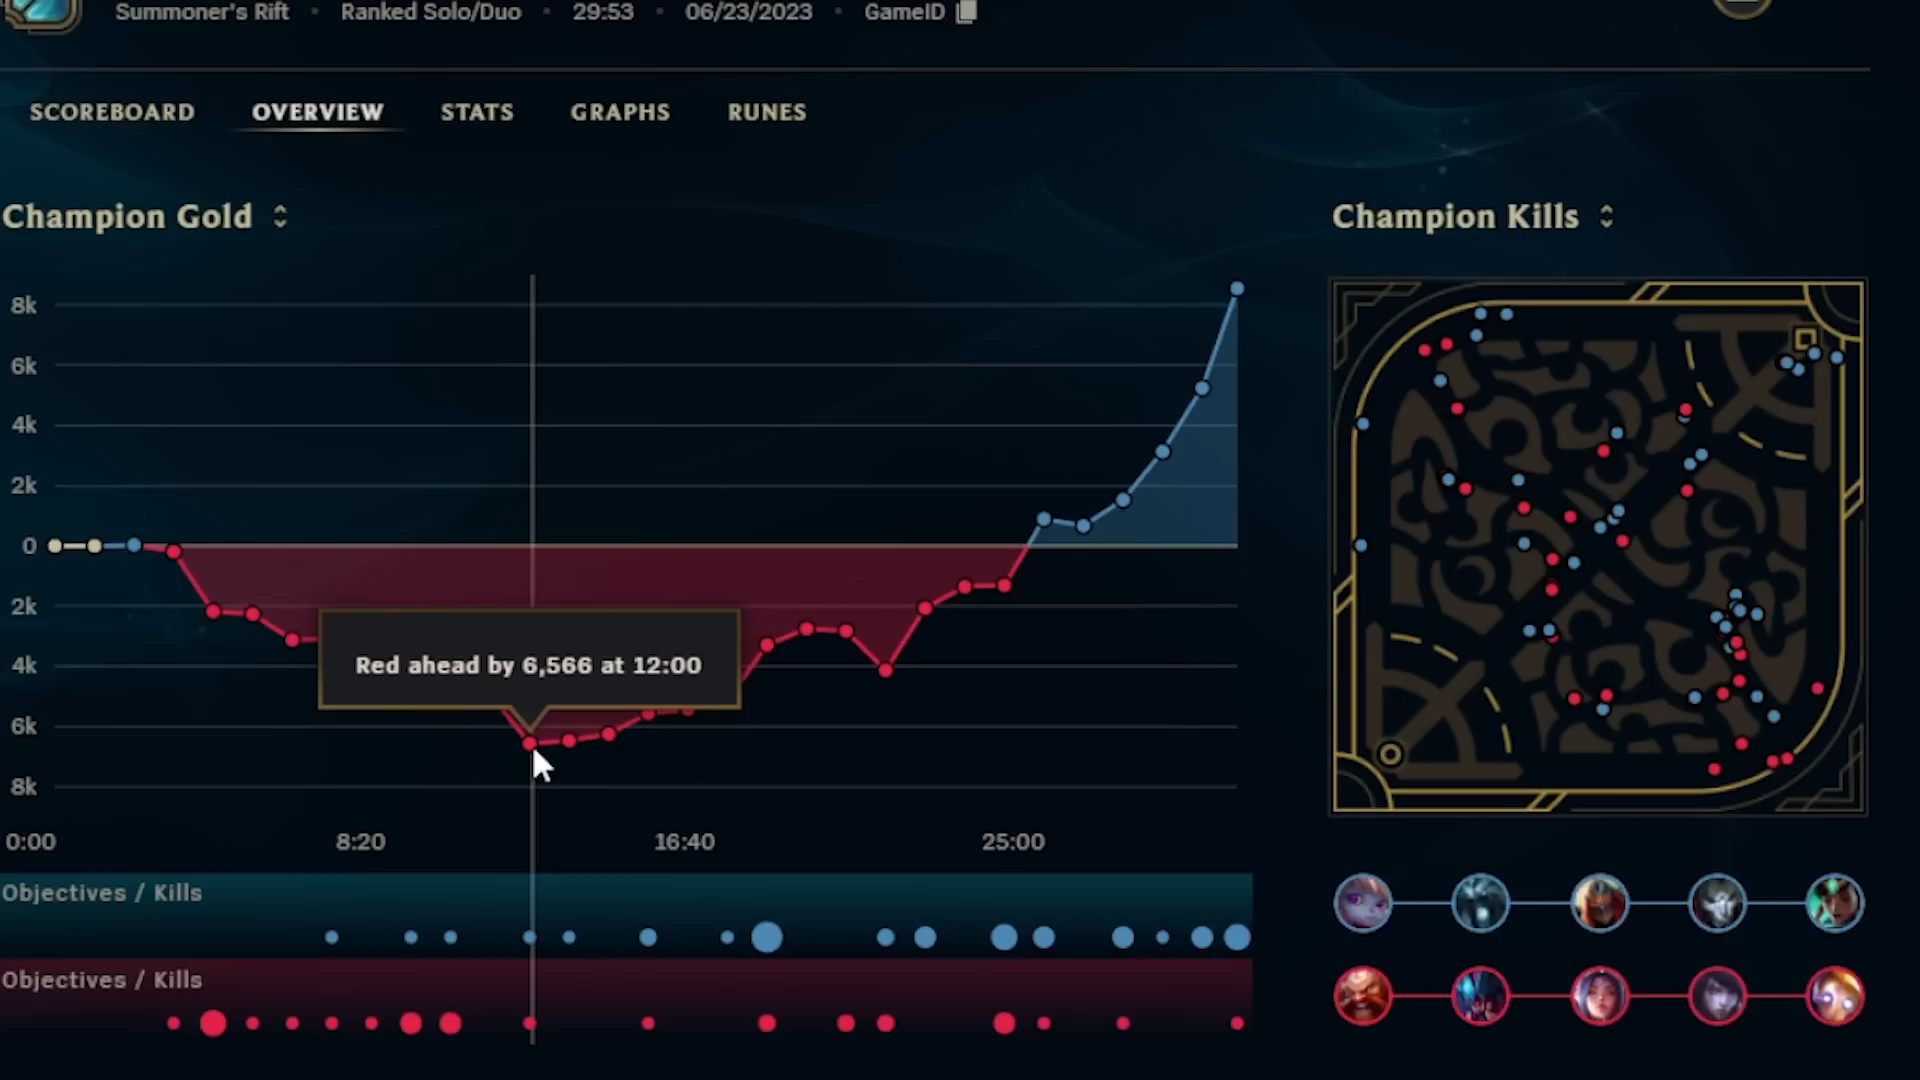 Summoner's Rift • Ranked Solo/Duo • 29:53 • 06/23/2023 • GameID
SCOREBOARD OVERVIEW STATS GRAPHS RUNES
Champion Gold
8k
6k
4k
2k
0
2k
4k
6k
8k
Red ahead by 6,566 at 12:00
0:00 8:20 16:40 25:00
Objectives / Kills
Objectives / Kills
Champion Kills